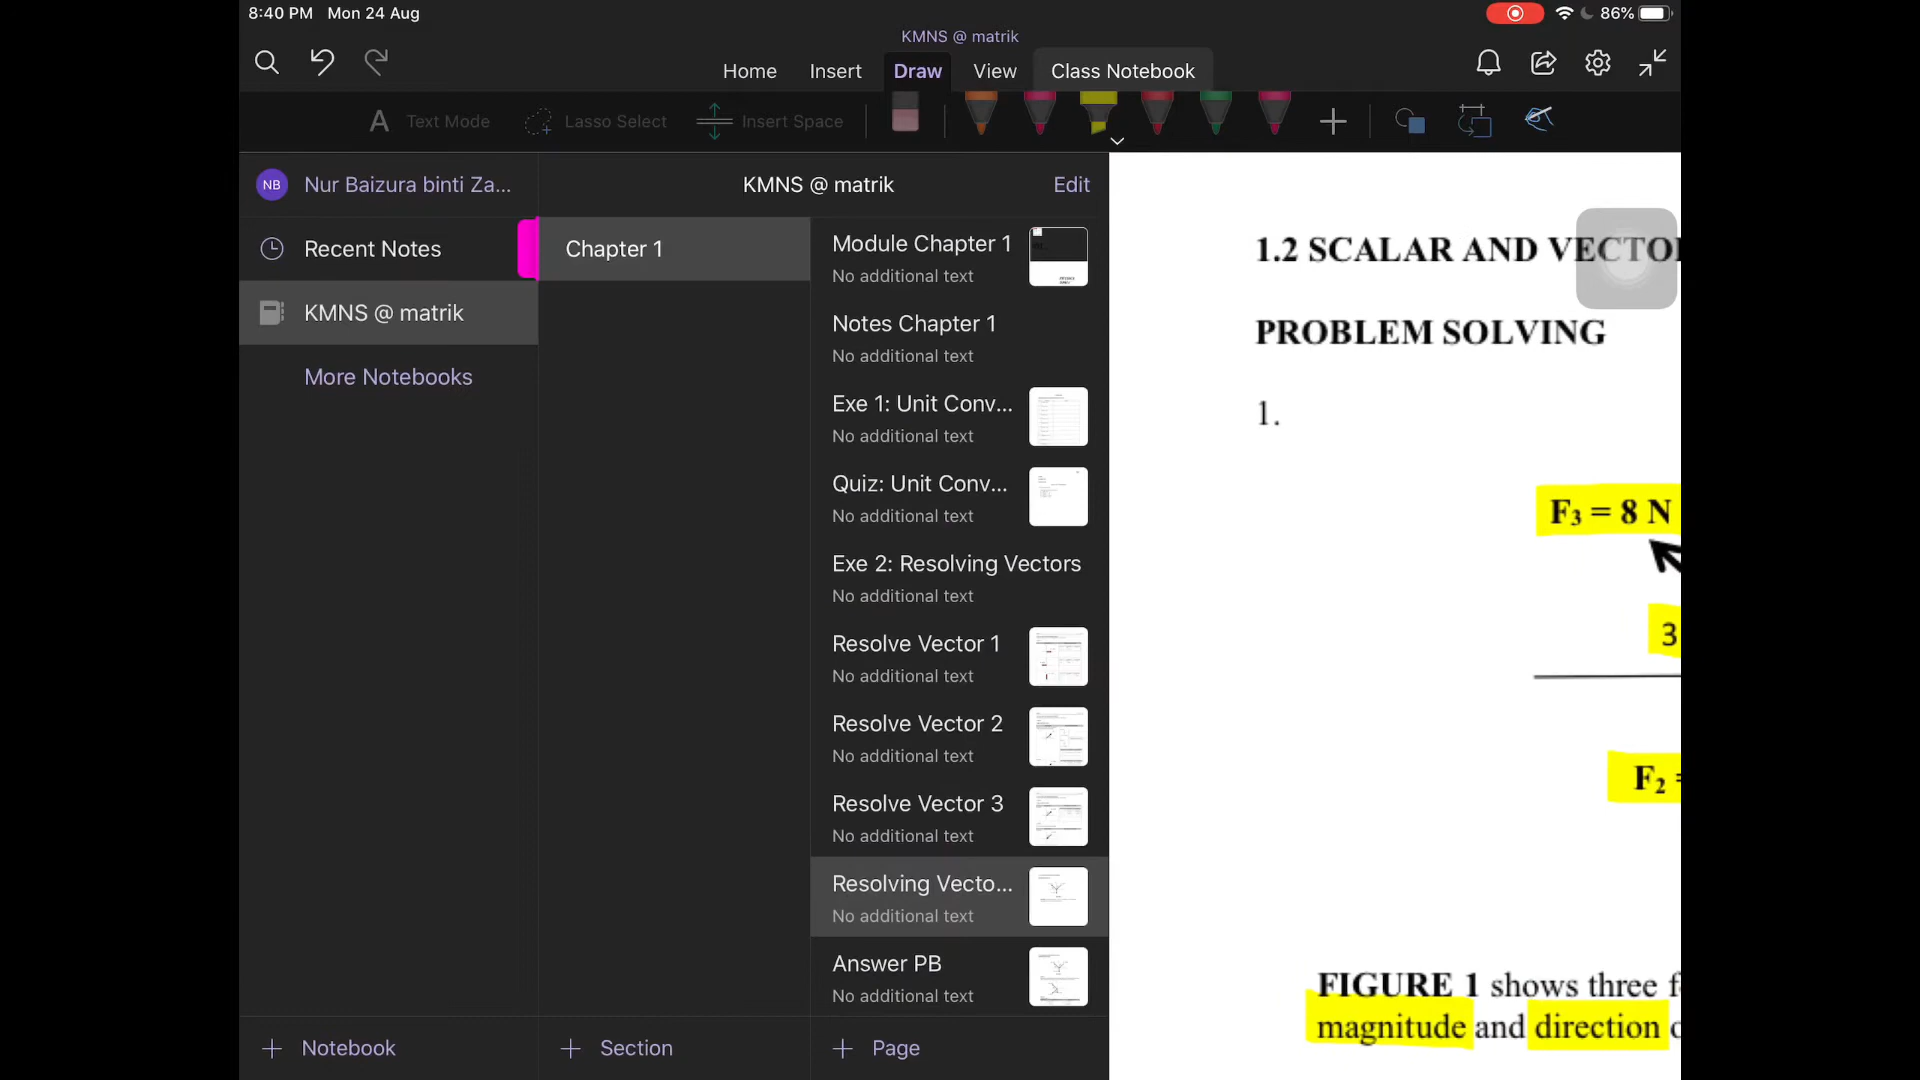 8:40 PM Mon 24 Aug
86%
KMNS @ matrik
Home Insert Draw View Class Notebook
A Text Mode Lasso Select Insert Space
NB Nur Baizura binti Za...
KMNS @ matrik Edit
Recent Notes
KMNS @ matrik
More Notebooks
Chapter 1
Module Chapter 1
No additional text
Notes Chapter 1
No additional text
Exe 1: Unit Conv...
No additional text
Quiz: Unit Conv...
No additional text
Exe 2: Resolving Vectors
No additional text
Resolve Vector 1
No additional text
Resolve Vector 2
No additional text
Resolve Vector 3
No additional text
Resolving Vecto...
No additional text
Answer PB
No additional text
+ Notebook
+ Section
+ Page
1.2 SCALAR AND VECTO
PROBLEM SOLVING
1.
F₃ = 8 N
3
F₂ =
FIGURE 1 shows three f
magnitude and direction o